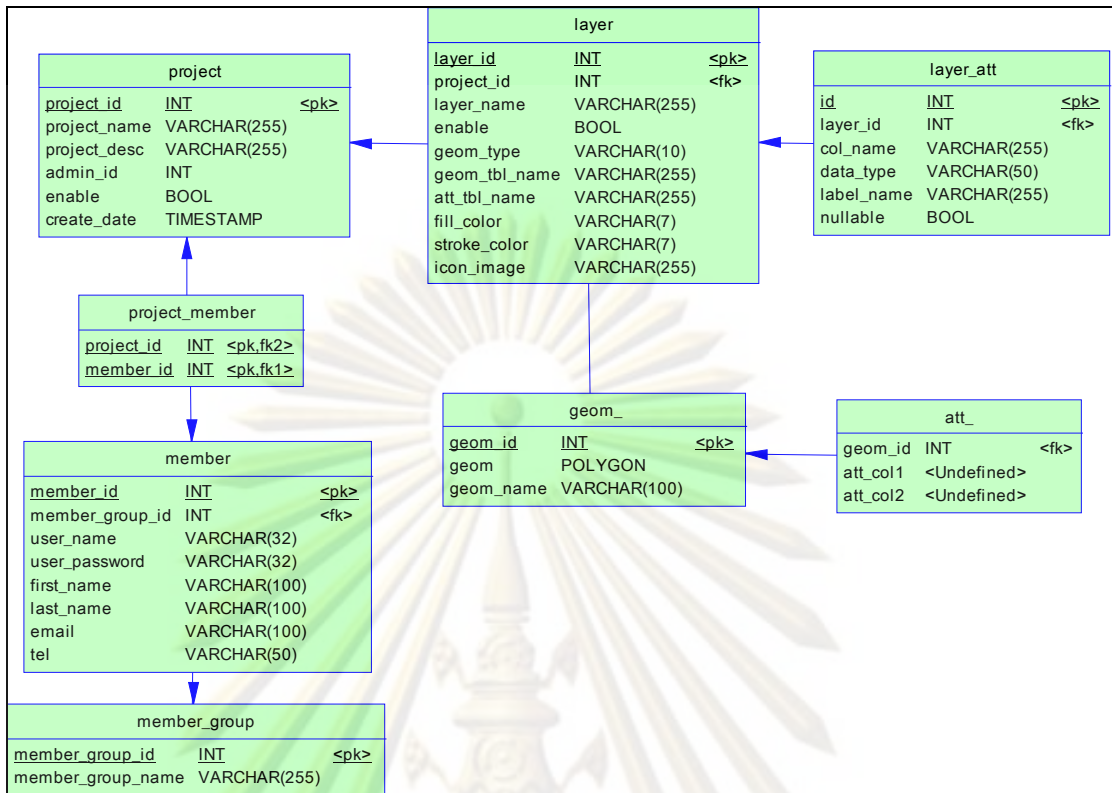 project
project_id INT <pk>
project_name VARCHAR(255)
project_desc VARCHAR(255)
admin_id INT
enable BOOL
create_date TIMESTAMP
layer
layer_id INT <pk>
project_id INT <fk>
layer_name VARCHAR(255)
enable BOOL
geom_type VARCHAR(10)
geom_tbl_name VARCHAR(255)
att_tbl_name VARCHAR(255)
fill_color VARCHAR(7)
stroke_color VARCHAR(7)
icon_image VARCHAR(255)
layer_att
id INT <pk>
layer_id INT <fk>
col_name VARCHAR(255)
data_type VARCHAR(50)
label_name VARCHAR(255)
nullable BOOL
project_member
project_id INT <pk,fk2>
member_id INT <pk,fk1>
geom_
geom_id INT <pk>
geom POLYGON
geom_name VARCHAR(100)
att_
geom_id INT <fk>
att_col1 <Undefined>
att_col2 <Undefined>
member
member_id INT <pk>
member_group_id INT <fk>
user_name VARCHAR(32)
user_password VARCHAR(32)
first_name VARCHAR(100)
last_name VARCHAR(100)
email VARCHAR(100)
tel VARCHAR(50)
member_group
member_group_id INT <pk>
member_group_name VARCHAR(255)